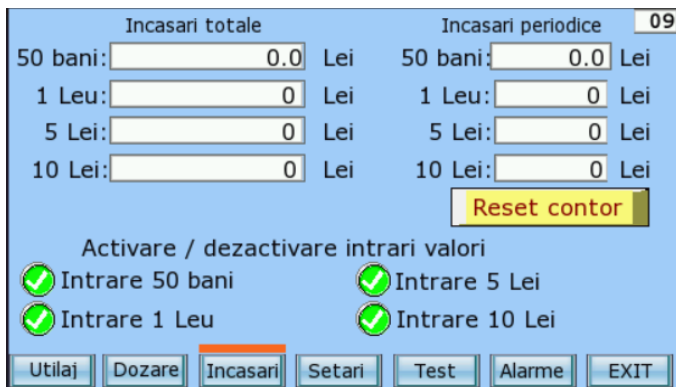 Incasari totale Incasari periodice 09
50 bani: 0.0 Lei 50 bani: 0.0 Lei
1 Leu: 0 Lei 1 Leu: 0 Lei
5 Lei: 0 Lei 5 Lei: 0 Lei
10 Lei: 0 Lei 10 Lei: 0 Lei
Reset contor
Activare / dezactivare intrari valori
Intrare 50 bani Intrare 5 Lei
Intrare 1 Leu Intrare 10 Lei
Utilaj Dozare Incasari Setari Test Alarme EXIT